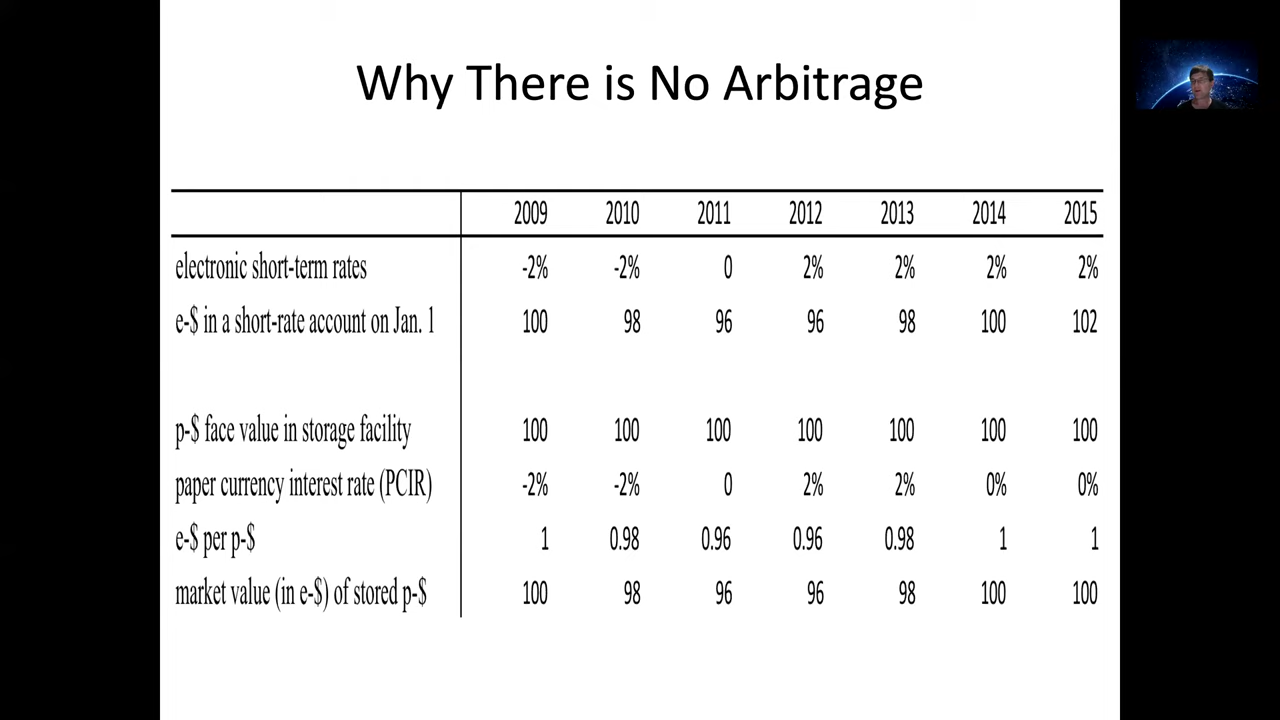 Why There is No Arbitrage
2009 2010 2011 2012 2013 2014 2015
electronic short-term rates -2% -2% 0 2% 2% 2% 2%
e-$ in a short-rate account on Jan. 1 100 98 96 96 98 100 102
p-$ face value in storage facility 100 100 100 100 100 100 100
paper currency interest rate (PCIR) -2% -2% 0 2% 2% 0% 0%
e-$ per p-$ 1 0.98 0.96 0.96 0.98 1 1
market value (in e-$) of stored p-$ 100 98 96 96 98 100 100